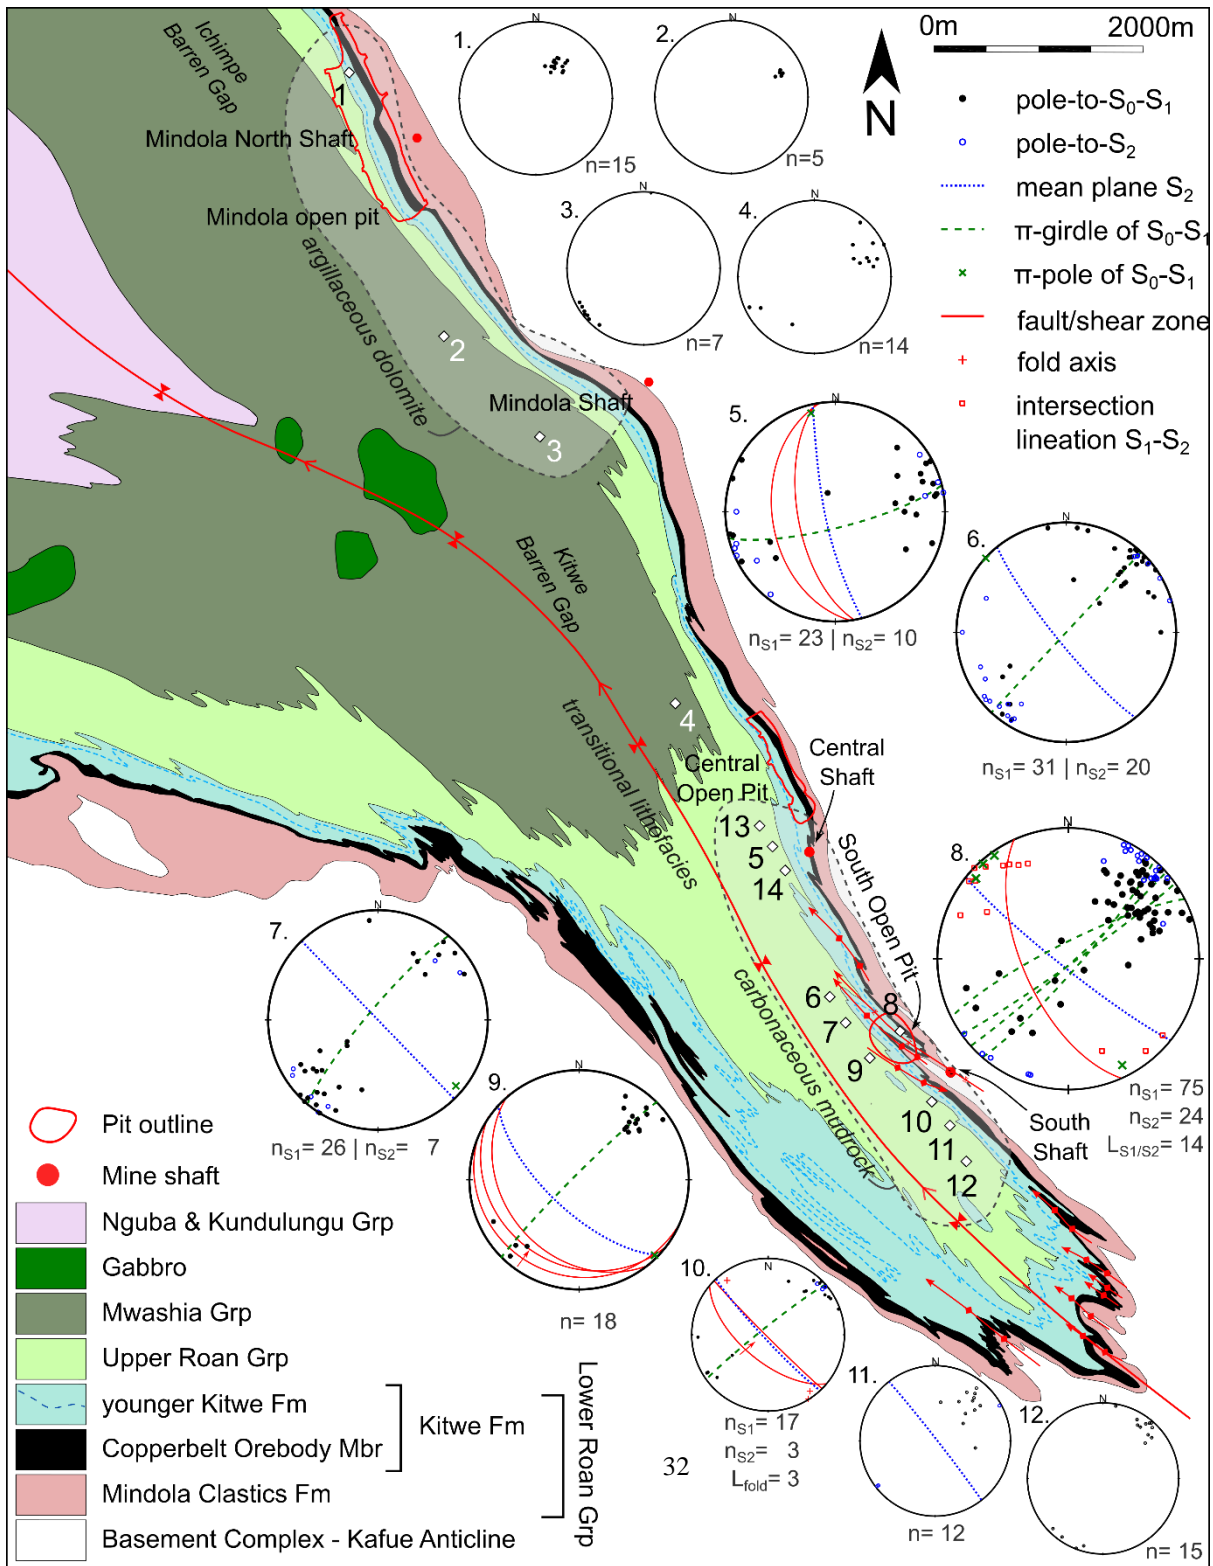 0m 2000m
N
Ichimpe
Barren Gap
1
Mindola North Shaft
Mindola open pit
argillaceous dolomite
2
Mindola Shaft
3
Kitwe
Barren Gap
4
transitional lithofacies
Central
Open Pit
Central
Shaft
13
5
14
South Open Pit
6
7
8
9
10
11
12
carbonaceous mudrock
South
Shaft
1.
N
n=15
2.
N
n=5
3.
N
n=7
4.
N
n=14
5.
N
nS1= 23 | nS2= 10
6.
N
nS1= 31 | nS2= 20
7.
N
nS1= 26 | nS2= 7
8.
N
nS1= 75
nS2= 24
LS1/S2= 14
9.
N
n= 18
10.
N
nS1= 17
nS2= 3
Lfold= 3
11.
N
n= 12
12.
N
n= 15
pole-to-S0-S1
pole-to-S2
mean plane S2
π-girdle of S0-S1
π-pole of S0-S1
fault/shear zone
fold axis
intersection
lineation S1-S2
Pit outline
Mine shaft
Nguba & Kundulungu Grp
Gabbro
Mwashia Grp
Upper Roan Grp
younger Kitwe Fm
Copperbelt Orebody Mbr
Kitwe Fm
Mindola Clastics Fm
Lower Roan Grp
Basement Complex - Kafue Anticline
32